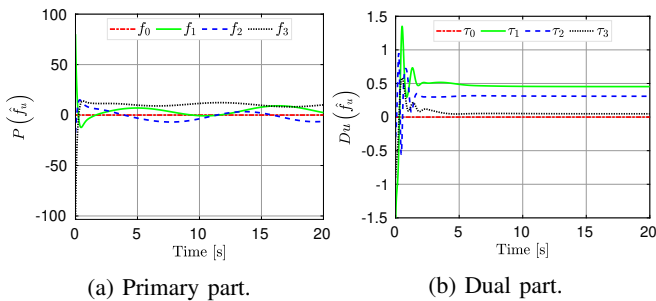 100
50
0
-50
-100
P (f̂_u)
f_0 f_1 f_2 f_3
0 5 10 15 20
Time [s]
(a) Primary part.
1.5
1
0.5
0
-0.5
-1
-1.5
Du (f̂_u)
τ_0 τ_1 τ_2 τ_3
0 5 10 15 20
Time [s]
(b) Dual part.